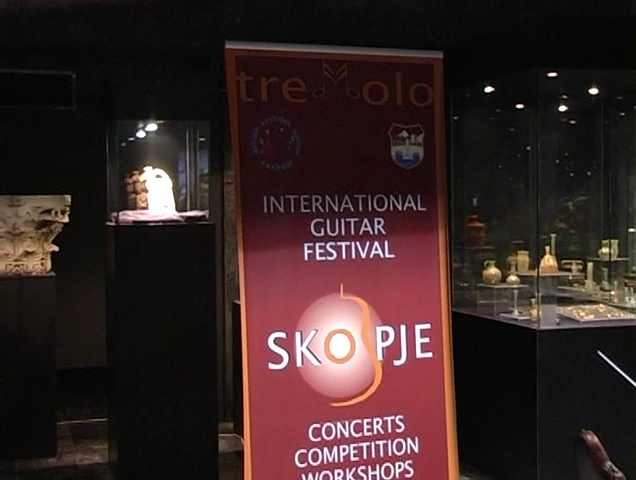 treMolo
INTERNATIONAL
GUITAR
FESTIVAL
SKOPJE
CONCERTS
COMPETITION
WORKSHOPS